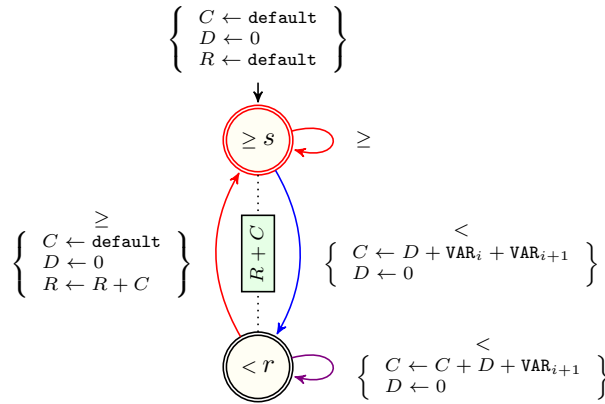 C ← default
D ← 0
R ← default
≥ s
≥
≥
C ← default
D ← 0
R ← R + C
R + C
<
C ← D + VAR_i + VAR_{i+1}
D ← 0
< r
<
C ← C + D + VAR_{i+1}
D ← 0